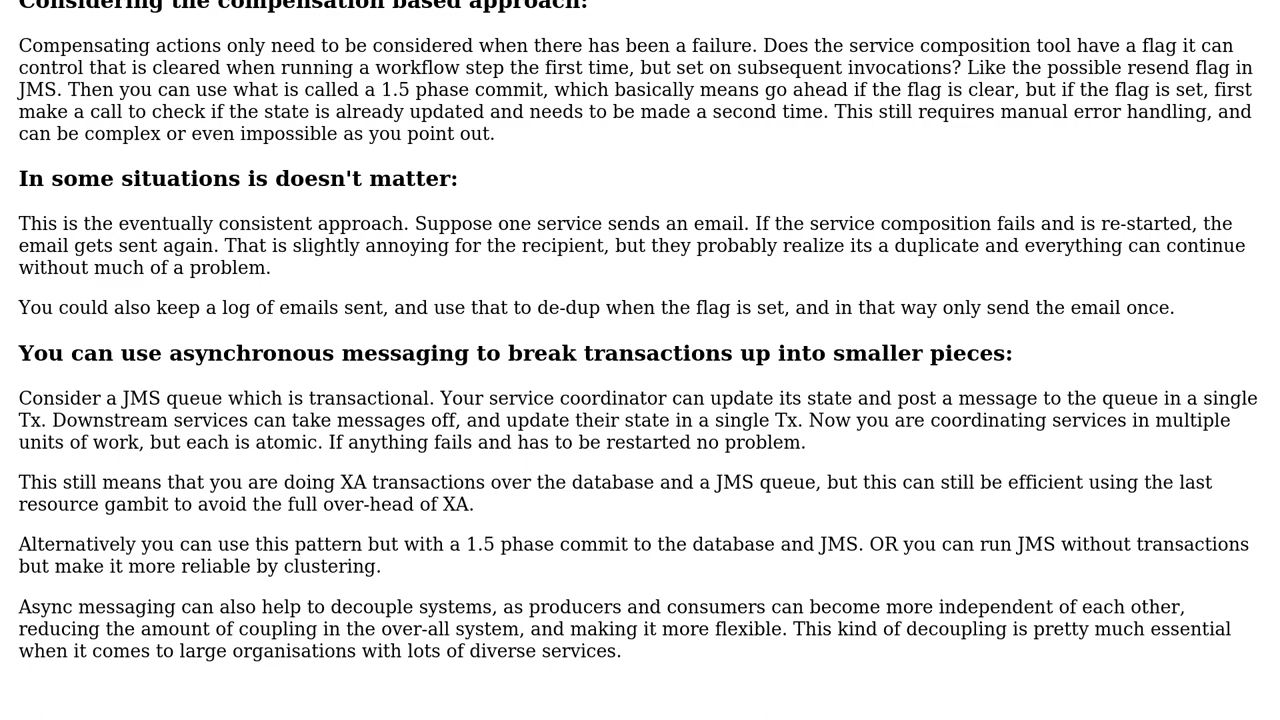 Considering the compensation based approach:
Compensating actions only need to be considered when there has been a failure. Does the service composition tool have a flag it can
control that is cleared when running a workflow step the first time, but set on subsequent invocations? Like the possible resend flag in
JMS. Then you can use what is called a 1.5 phase commit, which basically means go ahead if the flag is clear, but if the flag is set, first
make a call to check if the state is already updated and needs to be made a second time. This still requires manual error handling, and
can be complex or even impossible as you point out.
In some situations is doesn't matter:
This is the eventually consistent approach. Suppose one service sends an email. If the service composition fails and is re-started, the
email gets sent again. That is slightly annoying for the recipient, but they probably realize its a duplicate and everything can continue
without much of a problem.
You could also keep a log of emails sent, and use that to de-dup when the flag is set, and in that way only send the email once.
You can use asynchronous messaging to break transactions up into smaller pieces:
Consider a JMS queue which is transactional. Your service coordinator can update its state and post a message to the queue in a single
Tx. Downstream services can take messages off, and update their state in a single Tx. Now you are coordinating services in multiple
units of work, but each is atomic. If anything fails and has to be restarted no problem.
This still means that you are doing XA transactions over the database and a JMS queue, but this can still be efficient using the last
resource gambit to avoid the full over-head of XA.
Alternatively you can use this pattern but with a 1.5 phase commit to the database and JMS. OR you can run JMS without transactions
but make it more reliable by clustering.
Async messaging can also help to decouple systems, as producers and consumers can become more independent of each other,
reducing the amount of coupling in the over-all system, and making it more flexible. This kind of decoupling is pretty much essential
when it comes to large organisations with lots of diverse services.